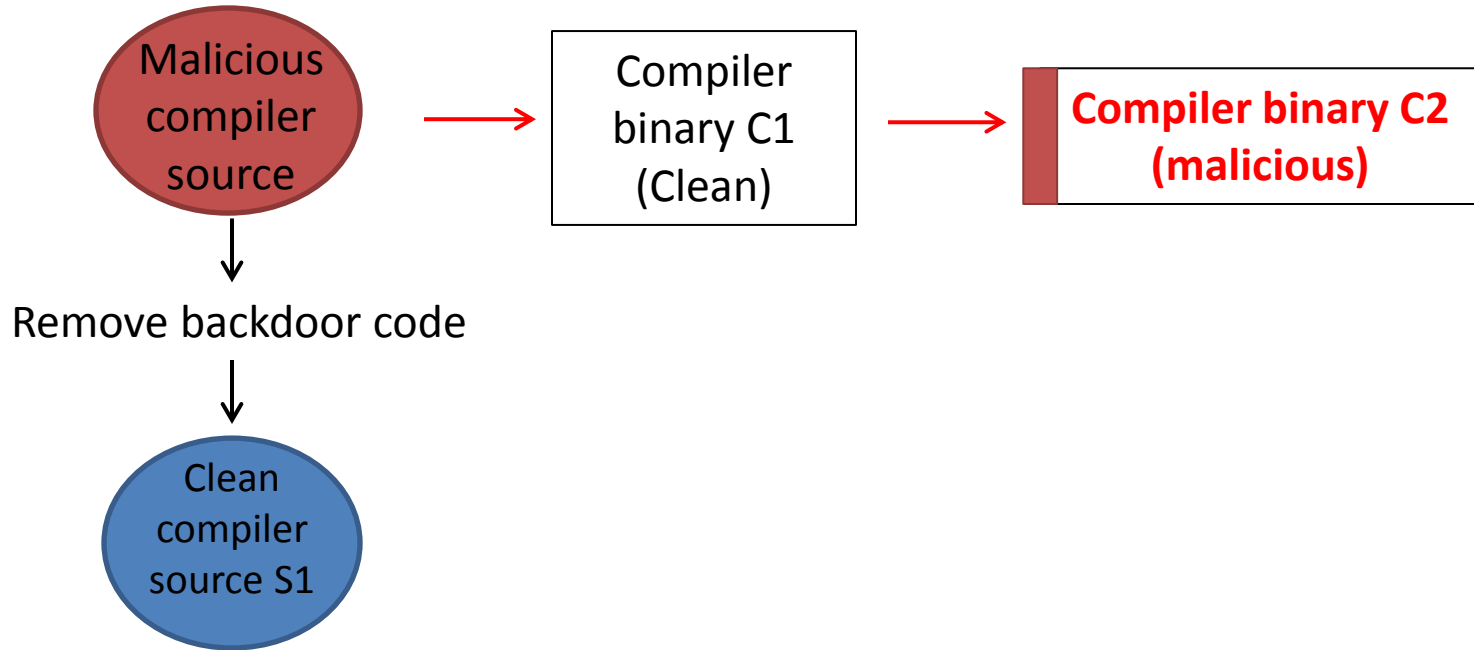 Malicious
compiler
source
Compiler
binary C1
(Clean)
Compiler binary C2
(malicious)
Remove backdoor code
Clean
compiler
source S1